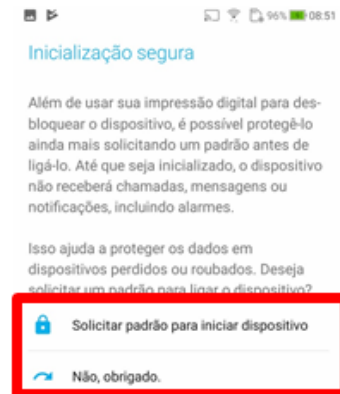 96% 08:51
Inicialização segura
Além de usar sua impressão digital para des-
bloquear o dispositivo, é possível protegê-lo
ainda mais solicitando um padrão antes de
ligá-lo. Até que seja inicializado, o dispositivo
não receberá chamadas, mensagens ou
notificações, incluindo alarmes.
Isso ajuda a proteger os dados em
dispositivos perdidos ou roubados. Deseja
solicitar um padrão para ligar o dispositivo?
Solicitar padrão para iniciar dispositivo
Não, obrigado.